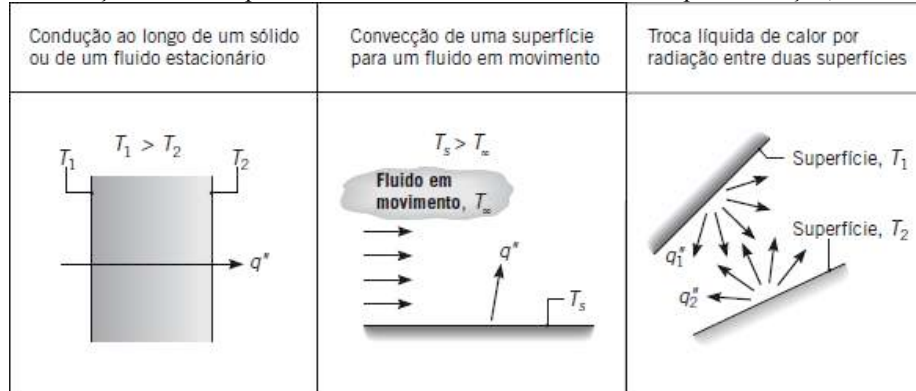 Condução ao longo de um sólido
ou de um fluido estacionário
Convecção de uma superfície
para um fluido em movimento
Troca líquida de calor por
radiação entre duas superfícies
T₁
T₁ > T₂
T₂
q"
Tₛ > T∞
Fluido em
movimento, T∞
q"
Tₛ
Superfície, T₁
Superfície, T₂
q"₁
q"₂